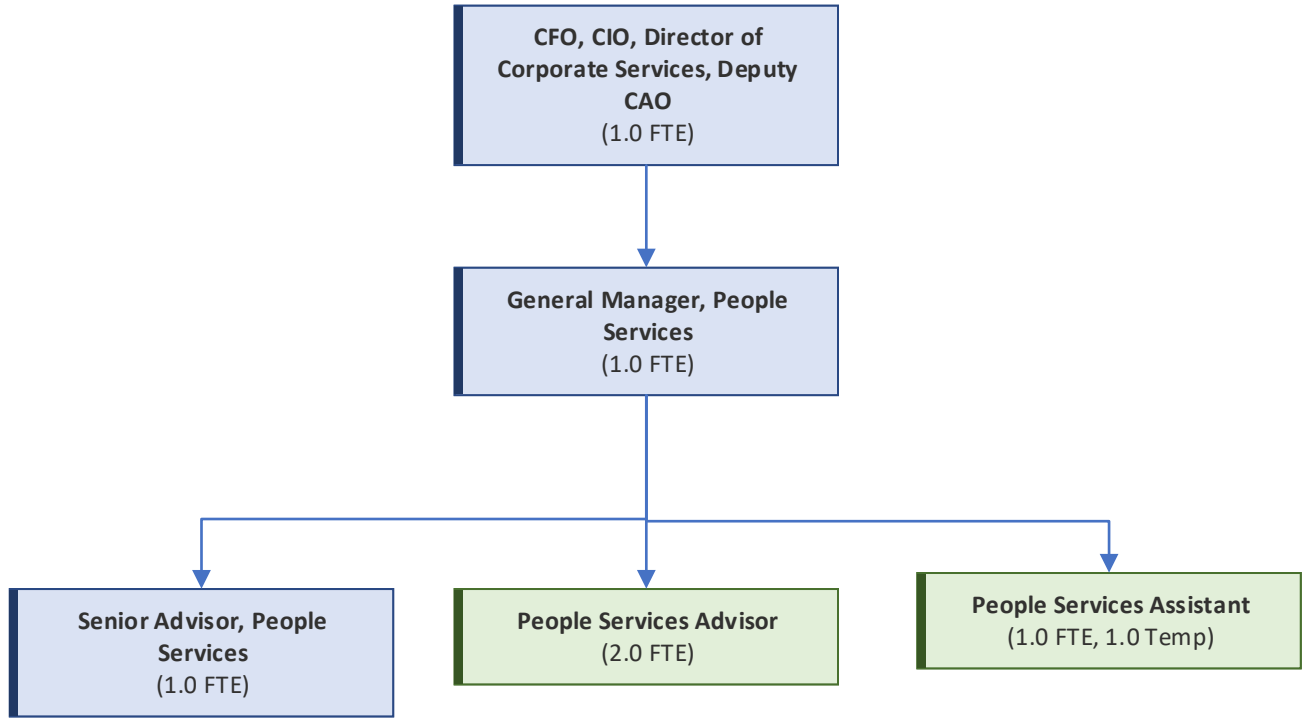 CFO, CIO, Director of
Corporate Services, Deputy
CAO
(1.0 FTE)
General Manager, People
Services
(1.0 FTE)
Senior Advisor, People
Services
(1.0 FTE)
People Services Advisor
(2.0 FTE)
People Services Assistant
(1.0 FTE, 1.0 Temp)